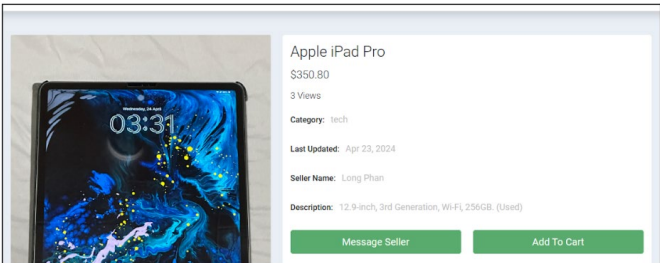 Apple iPad Pro
$350.80
3 Views
Category: tech
Last Updated: Apr 23, 2024
Seller Name: Long Phan
Description: 12.9-inch, 3rd Generation, Wi-Fi, 256GB. (Used)
Message Seller
Add To Cart
Wednesday, 24 April
03:31